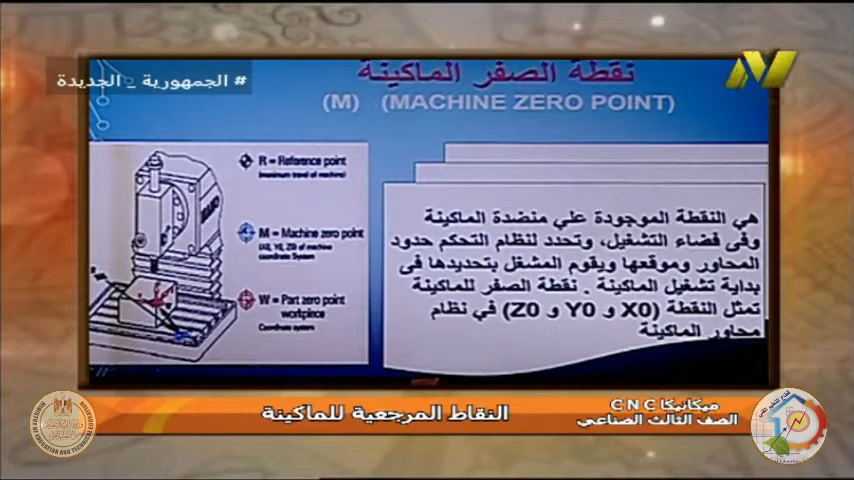 # الجمهورية _ الجديدة
نقطة الصفر الماكينة
(M) (MACHINE ZERO POINT)
R = Reference point
(maximum travel of machine)
M = Machine zero point
(X0, Y0, Z0) of machine
coordinate System
W = Part zero point
workpiece
Coordinate system
هي النقطة الموجودة علي منضدة الماكينة
وفى فضاء التشغيل، وتحدد لنظام التحكم حدود
المحاور وموقعها ويقوم المشغل بتحديدها فى
بداية تشغيل الماكينة . نقطة الصفر للماكينة
تمثل النقطة (X0 و Y0 و Z0) في نظام
محاور الماكينة
ميكانيكا CNC
الصف الثالث الصناعي
النقاط المرجعية للماكينة